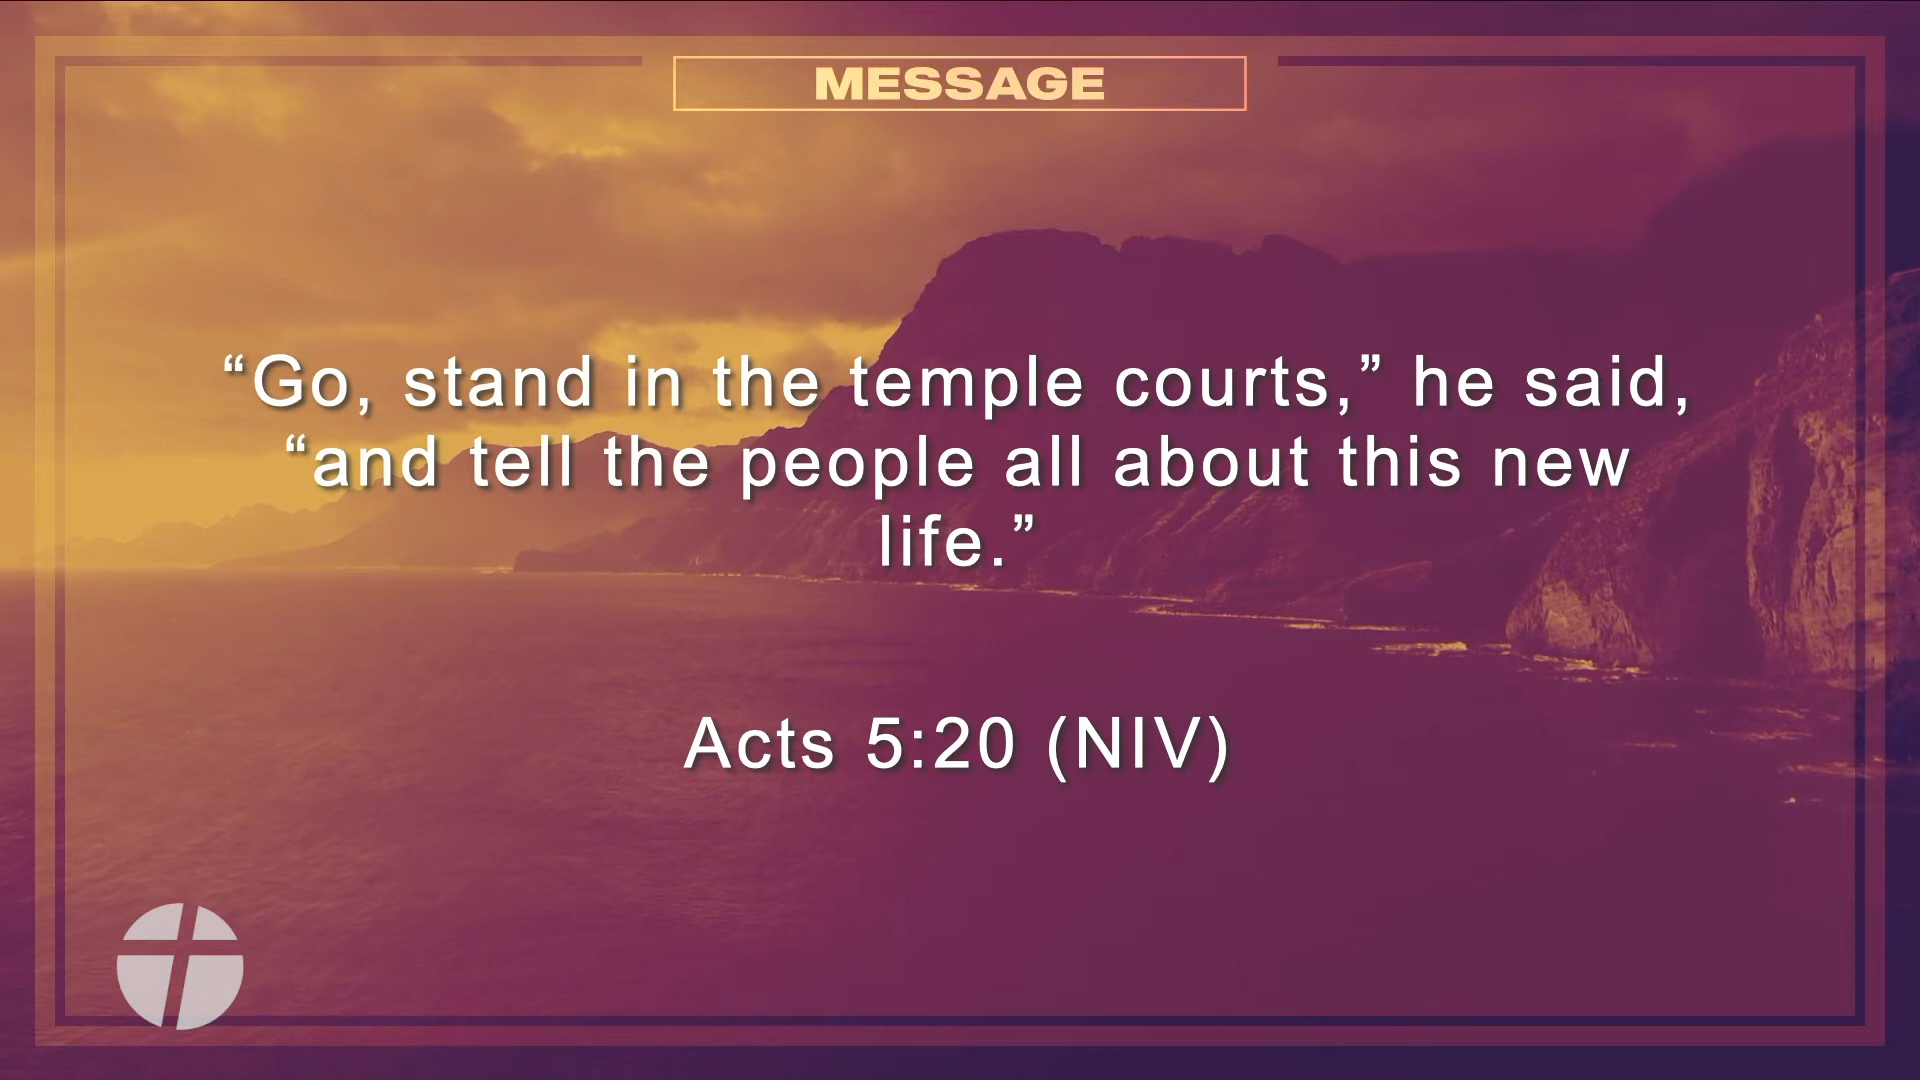 MESSAGE
“Go, stand in the temple courts,” he said,
“and tell the people all about this new
life.”
Acts 5:20 (NIV)